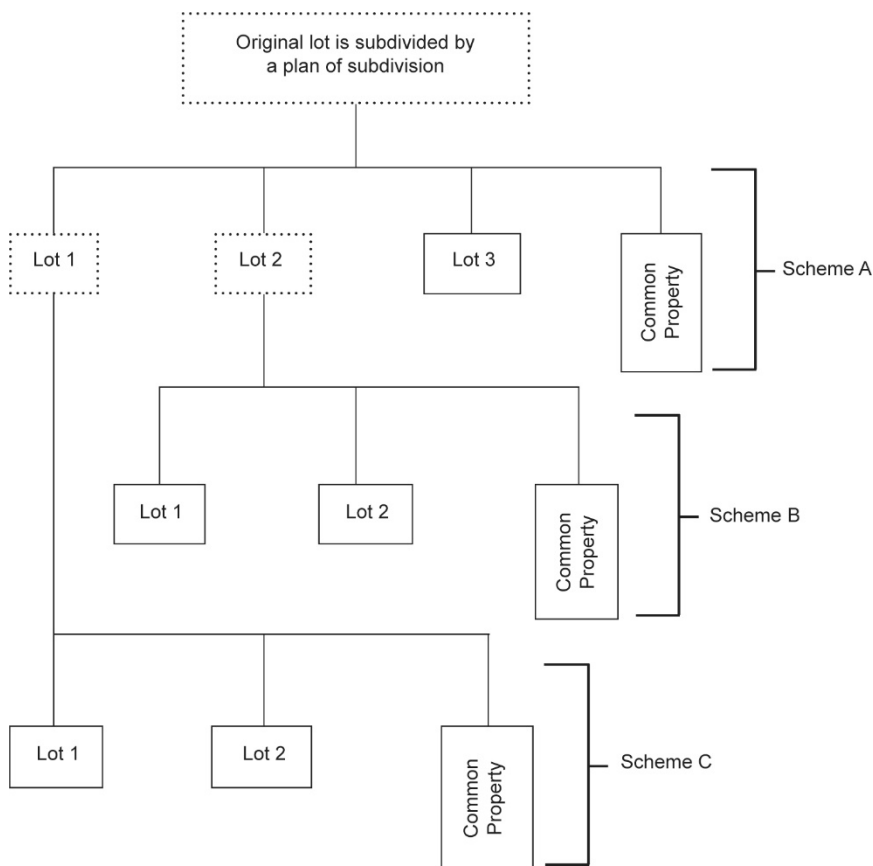 Original lot is subdivided by
a plan of subdivision
Lot 1
Lot 2
Lot 3
Common
Property
Scheme A
Lot 1
Lot 2
Common
Property
Scheme B
Lot 1
Lot 2
Common
Property
Scheme C